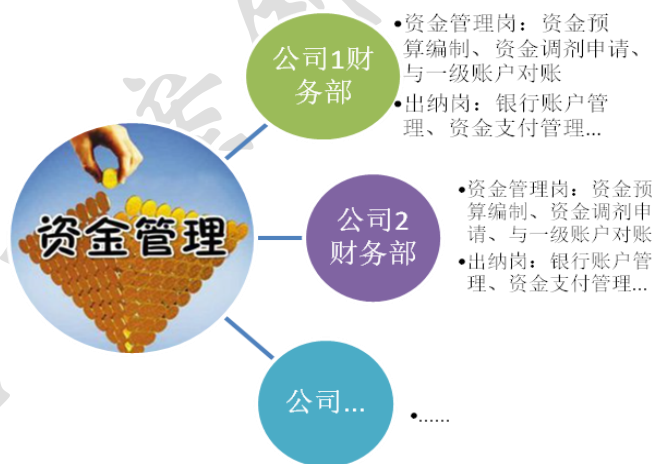 公司1财
务部
•资金管理岗：资金预
算编制、资金调剂申请、
与一级账户对账
•出纳岗：银行账户管
理、资金支付管理...
资金管理
公司2
财务部
•资金管理岗：资金预
算编制、资金调剂申
请、与一级账户对账
•出纳岗：银行账户管
理、资金支付管理...
公司...
•......